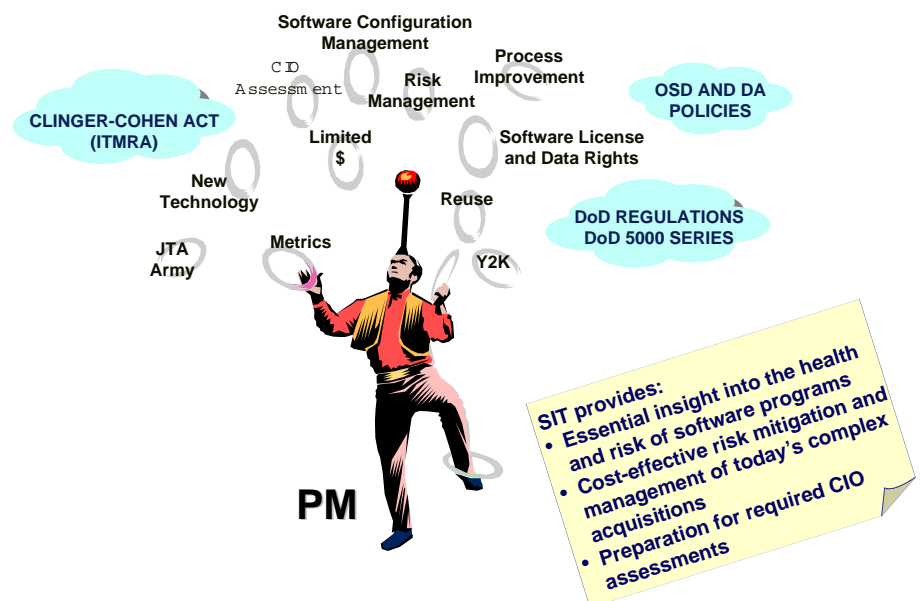 Software Configuration
Management
CIO
Assessment
Process
Improvement
Risk
Management
OSD AND DA
POLICIES
CLINGER-COHEN ACT
(ITMRA)
Limited
$
Software License
and Data Rights
New
Technology
Reuse
DoD REGULATIONS
DoD 5000 SERIES
JTA
Army
Metrics
Y2K
PM
SIT provides:
• Essential insight into the health
and risk of software programs
• Cost-effective risk mitigation and
management of today's complex
acquisitions
• Preparation for required CIO
assessments